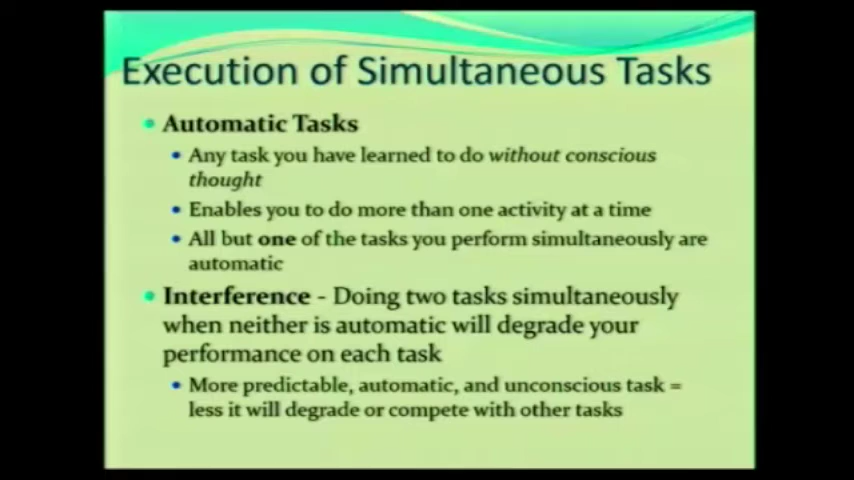 Execution of Simultaneous Tasks
• Automatic Tasks
• Any task you have learned to do without conscious
thought
• Enables you to do more than one activity at a time
• All but one of the tasks you perform simultaneously are
automatic
• Interference - Doing two tasks simultaneously
when neither is automatic will degrade your
performance on each task
• More predictable, automatic, and unconscious task =
less it will degrade or compete with other tasks